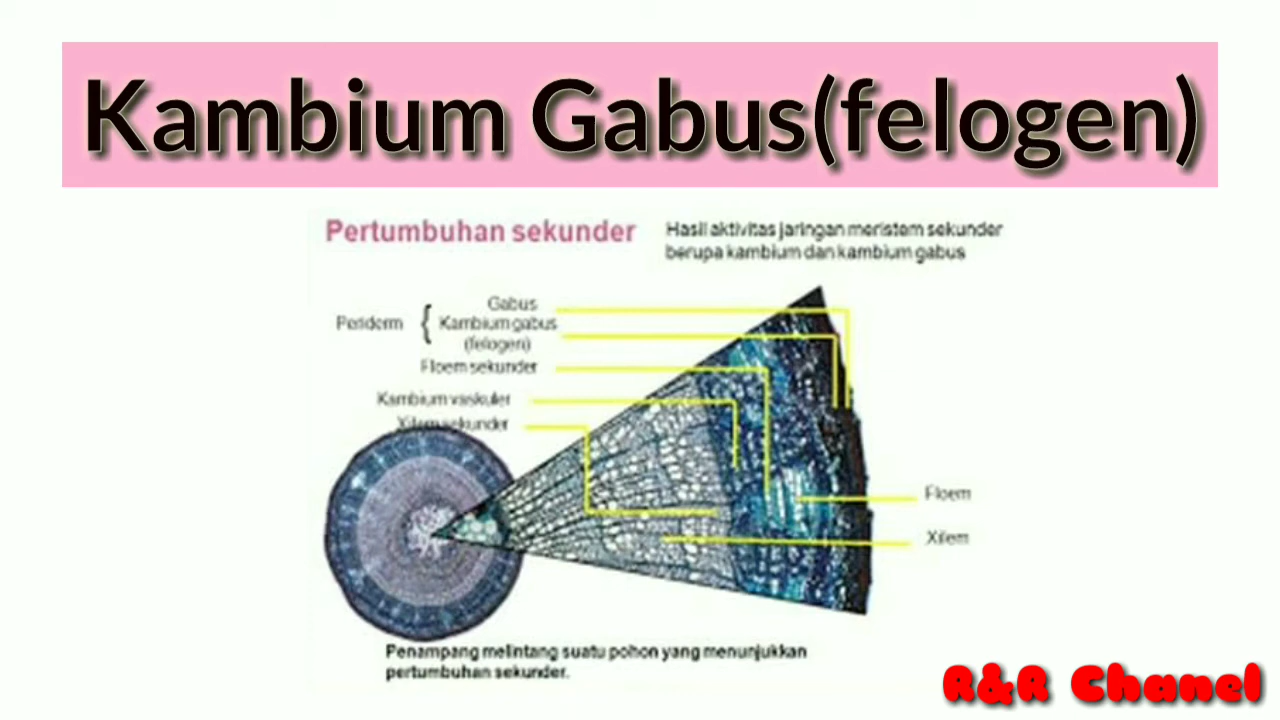 Kambium Gabus(felogen)
Pertumbuhan sekunder
Hasil aktivitas jaringan meristem sekunder
berupa kambium dan kambium gabus
Gabus
Periderm { Kambium gabus
(felogen)
Floem sekunder
Kambium vaskuler
Xilem sekunder
Floem
Xilem
Penampang melintang suatu pohon yang menunjukkan
pertumbuhan sekunder.
R&R Chanel